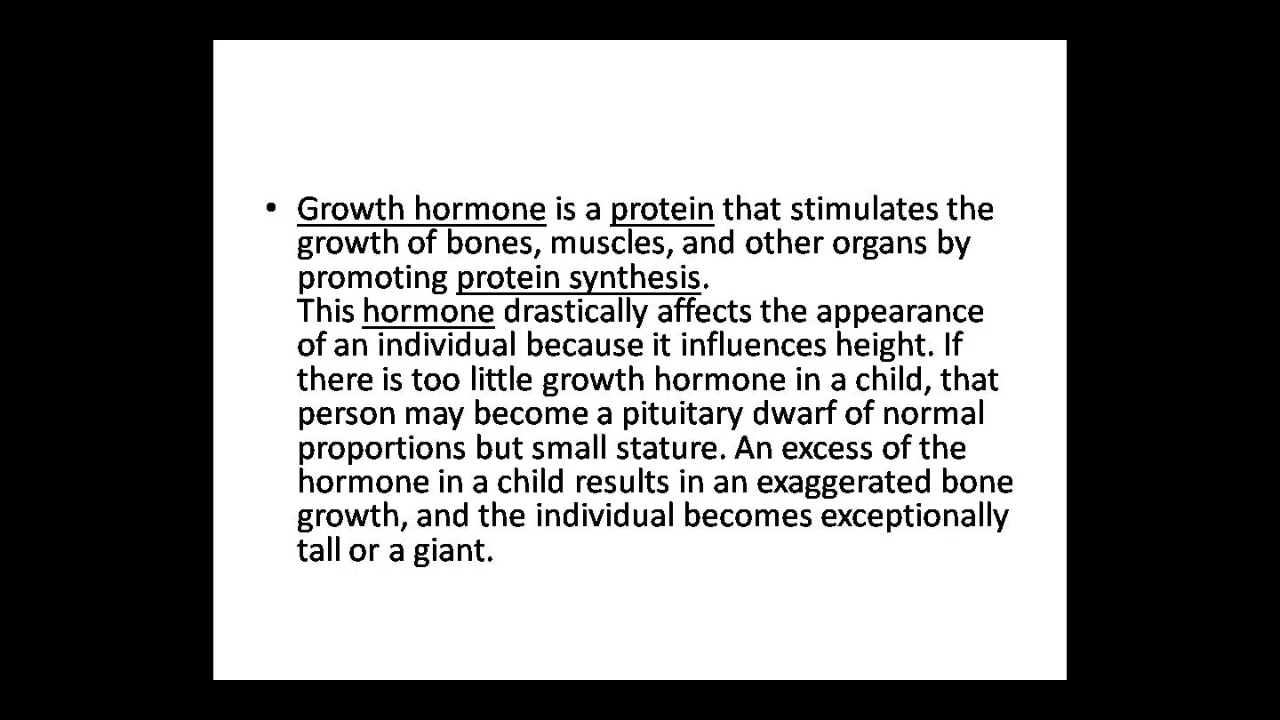 • Growth hormone is a protein that stimulates the
growth of bones, muscles, and other organs by
promoting protein synthesis.
This hormone drastically affects the appearance
of an individual because it influences height. If
there is too little growth hormone in a child, that
person may become a pituitary dwarf of normal
proportions but small stature. An excess of the
hormone in a child results in an exaggerated bone
growth, and the individual becomes exceptionally
tall or a giant.